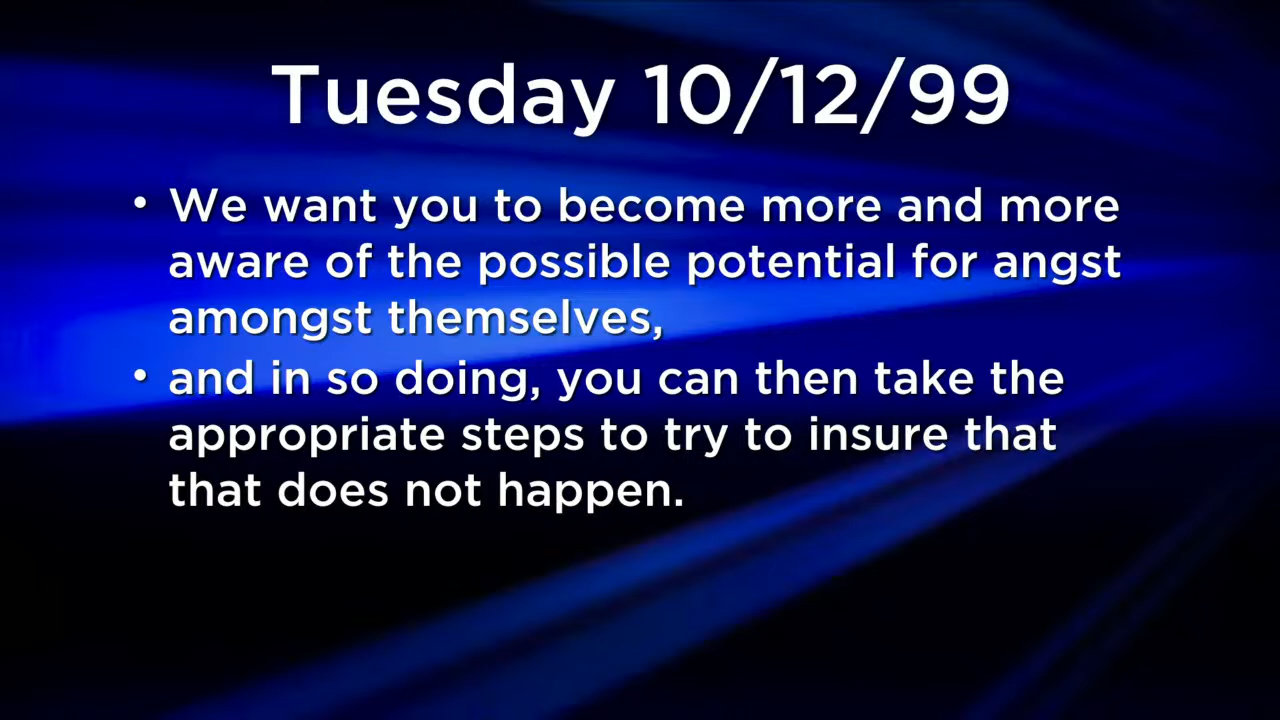 Tuesday 10/12/99
• We want you to become more and more
aware of the possible potential for angst
amongst themselves,
• and in so doing, you can then take the
appropriate steps to try to insure that
that does not happen.